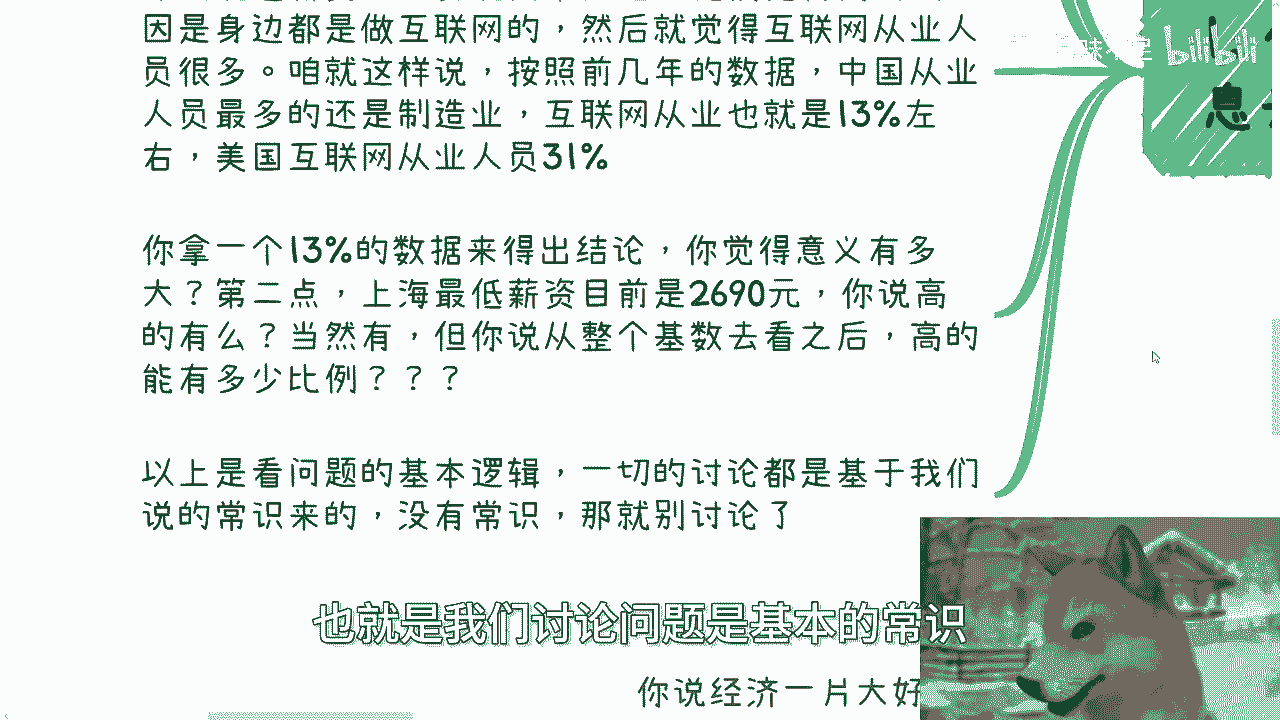 因是身边都是做互联网的，然后就觉得互联网从业人
员很多。咱就这样说，按照前几年的数据，中国从业
人员最多的还是制造业，互联网从业也就是13%左
右，美国互联网从业人员31%
你拿一个13%的数据来得出结论，你觉得意义有多
大？第二点，上海最低薪资目前是2690元，你说高
的有么？当然有，但你说从整个基数去看之后，高的
能有多少比例？？？
以上是看问题的基本逻辑，一切的讨论都是基于我们
说的常识来的，没有常识，那就别讨论了
bilibili
也就是我们讨论问题是基本的常识
你说经济一片大好